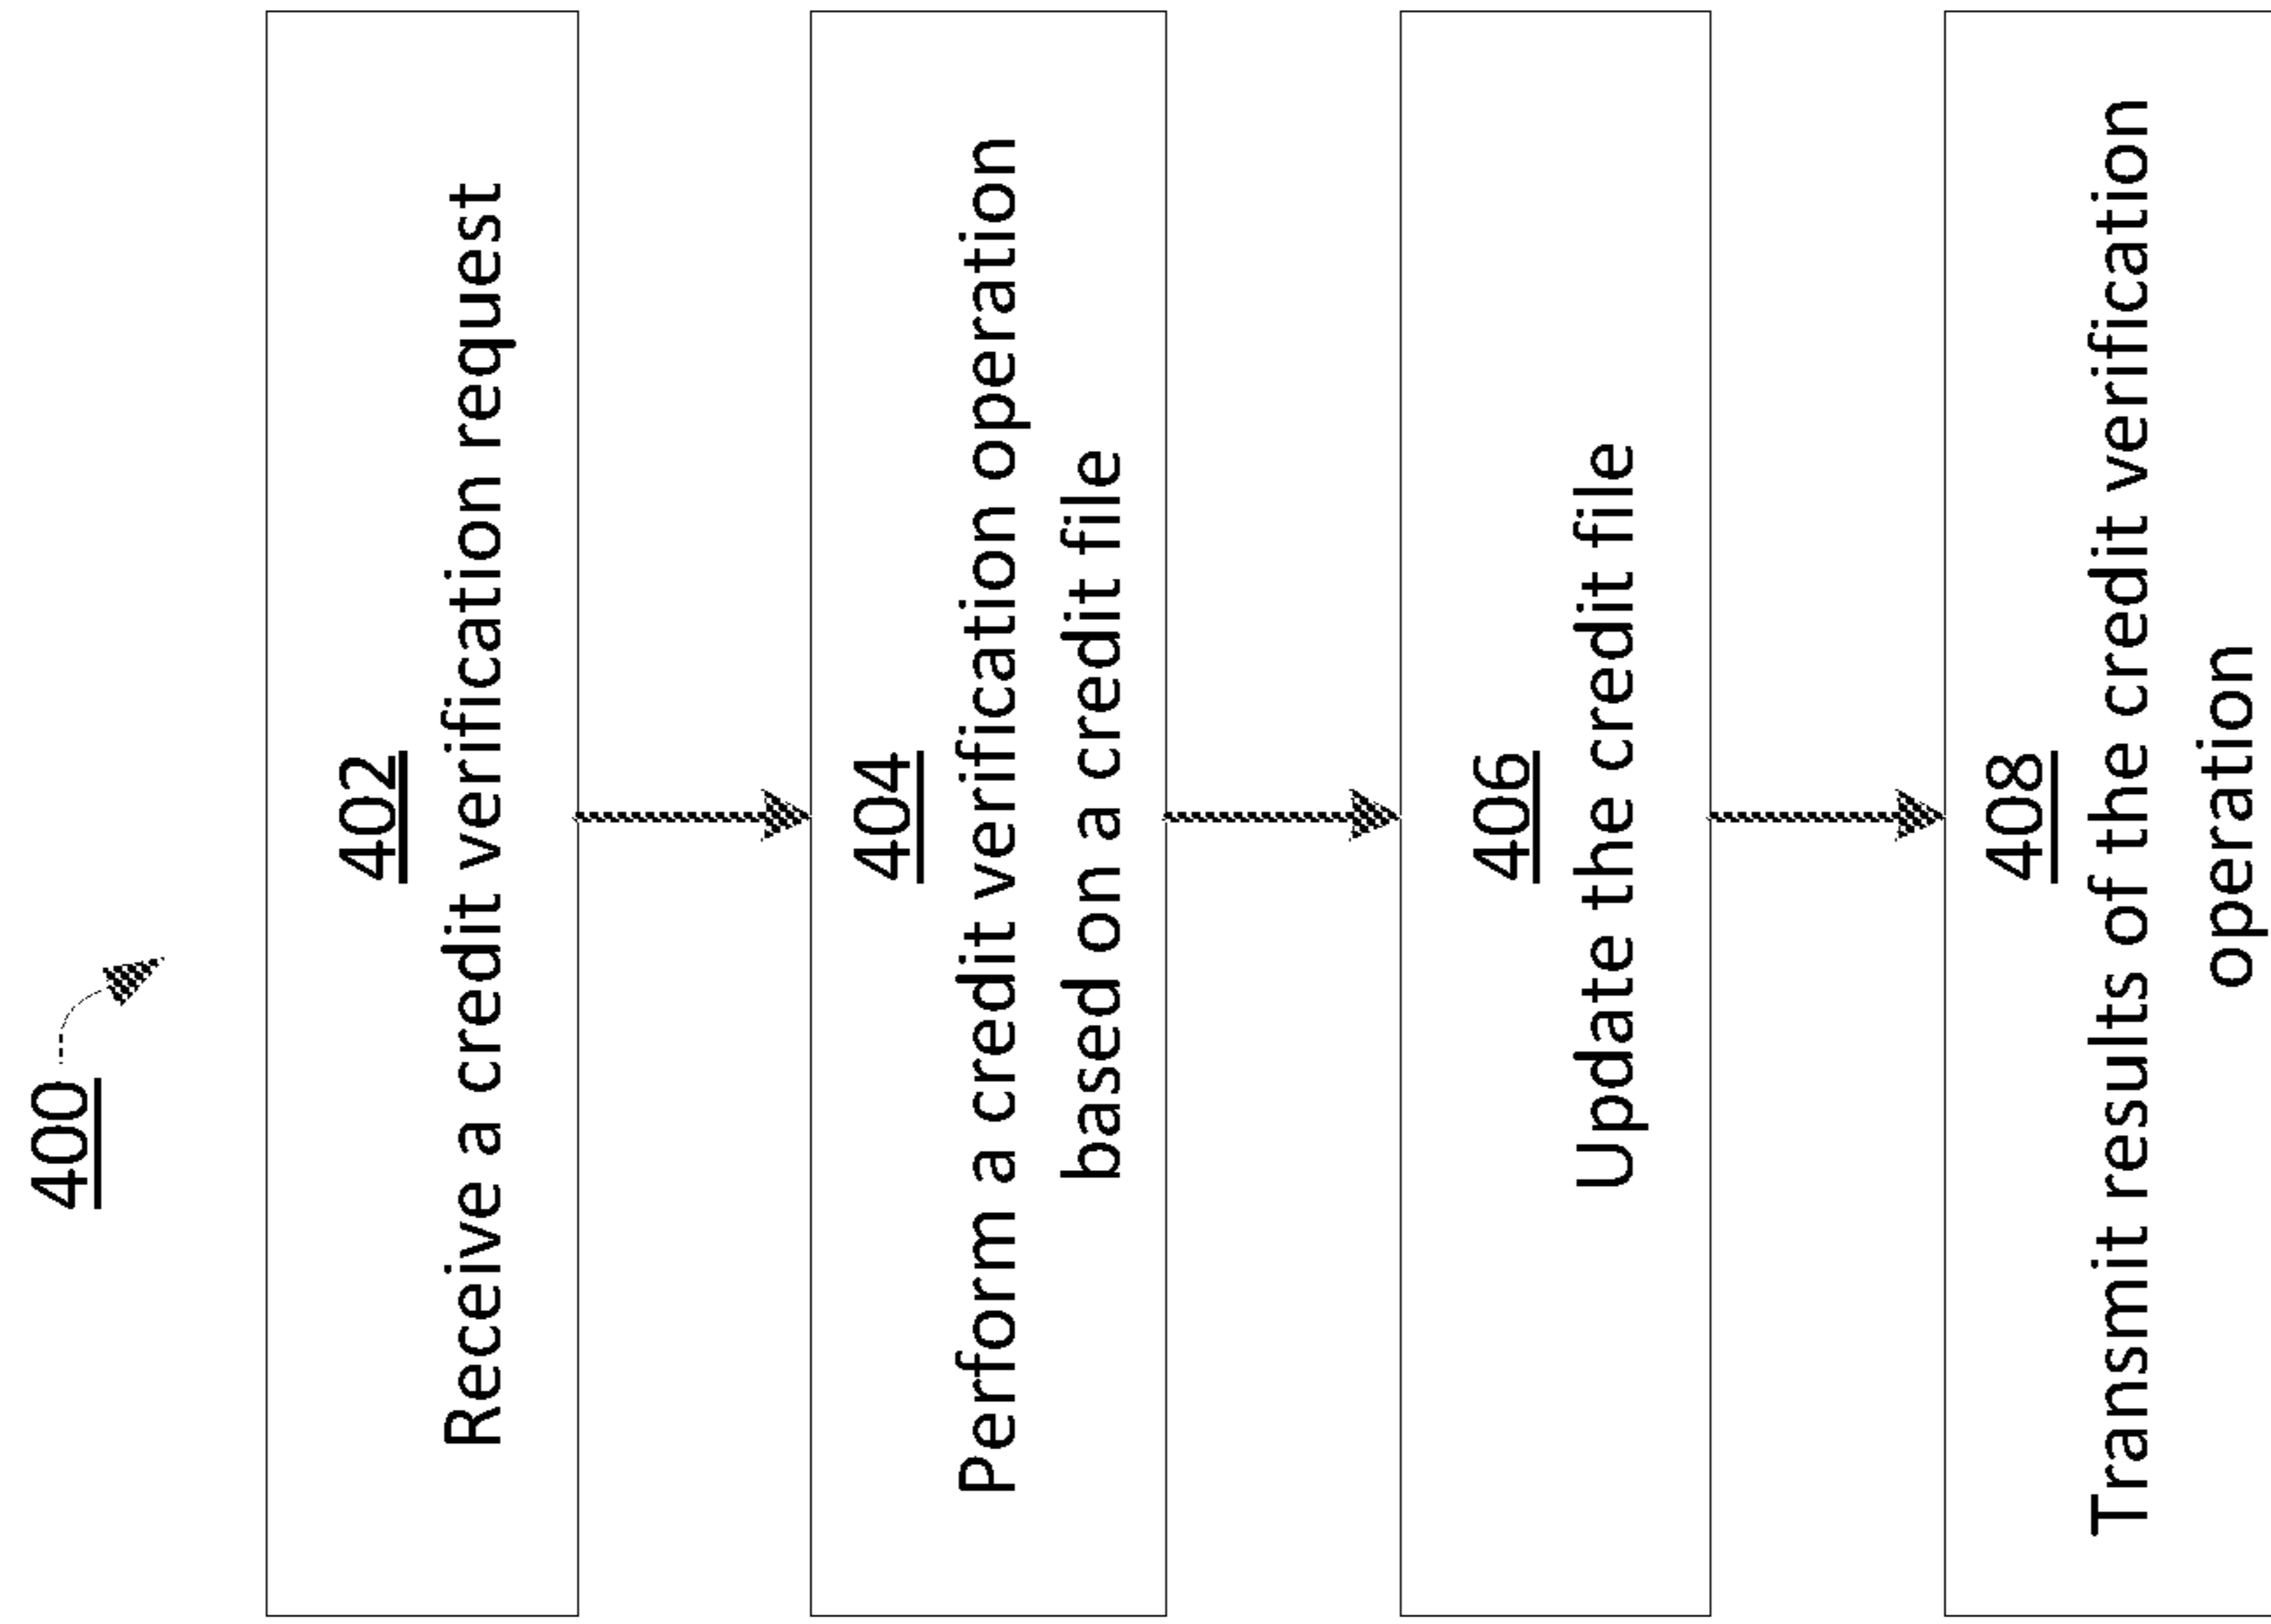 400
402
Receive a credit verification request
404
Perform a credit verification operation
based on a credit file
406
Update the credit file
408
Transmit results of the credit verification
operation